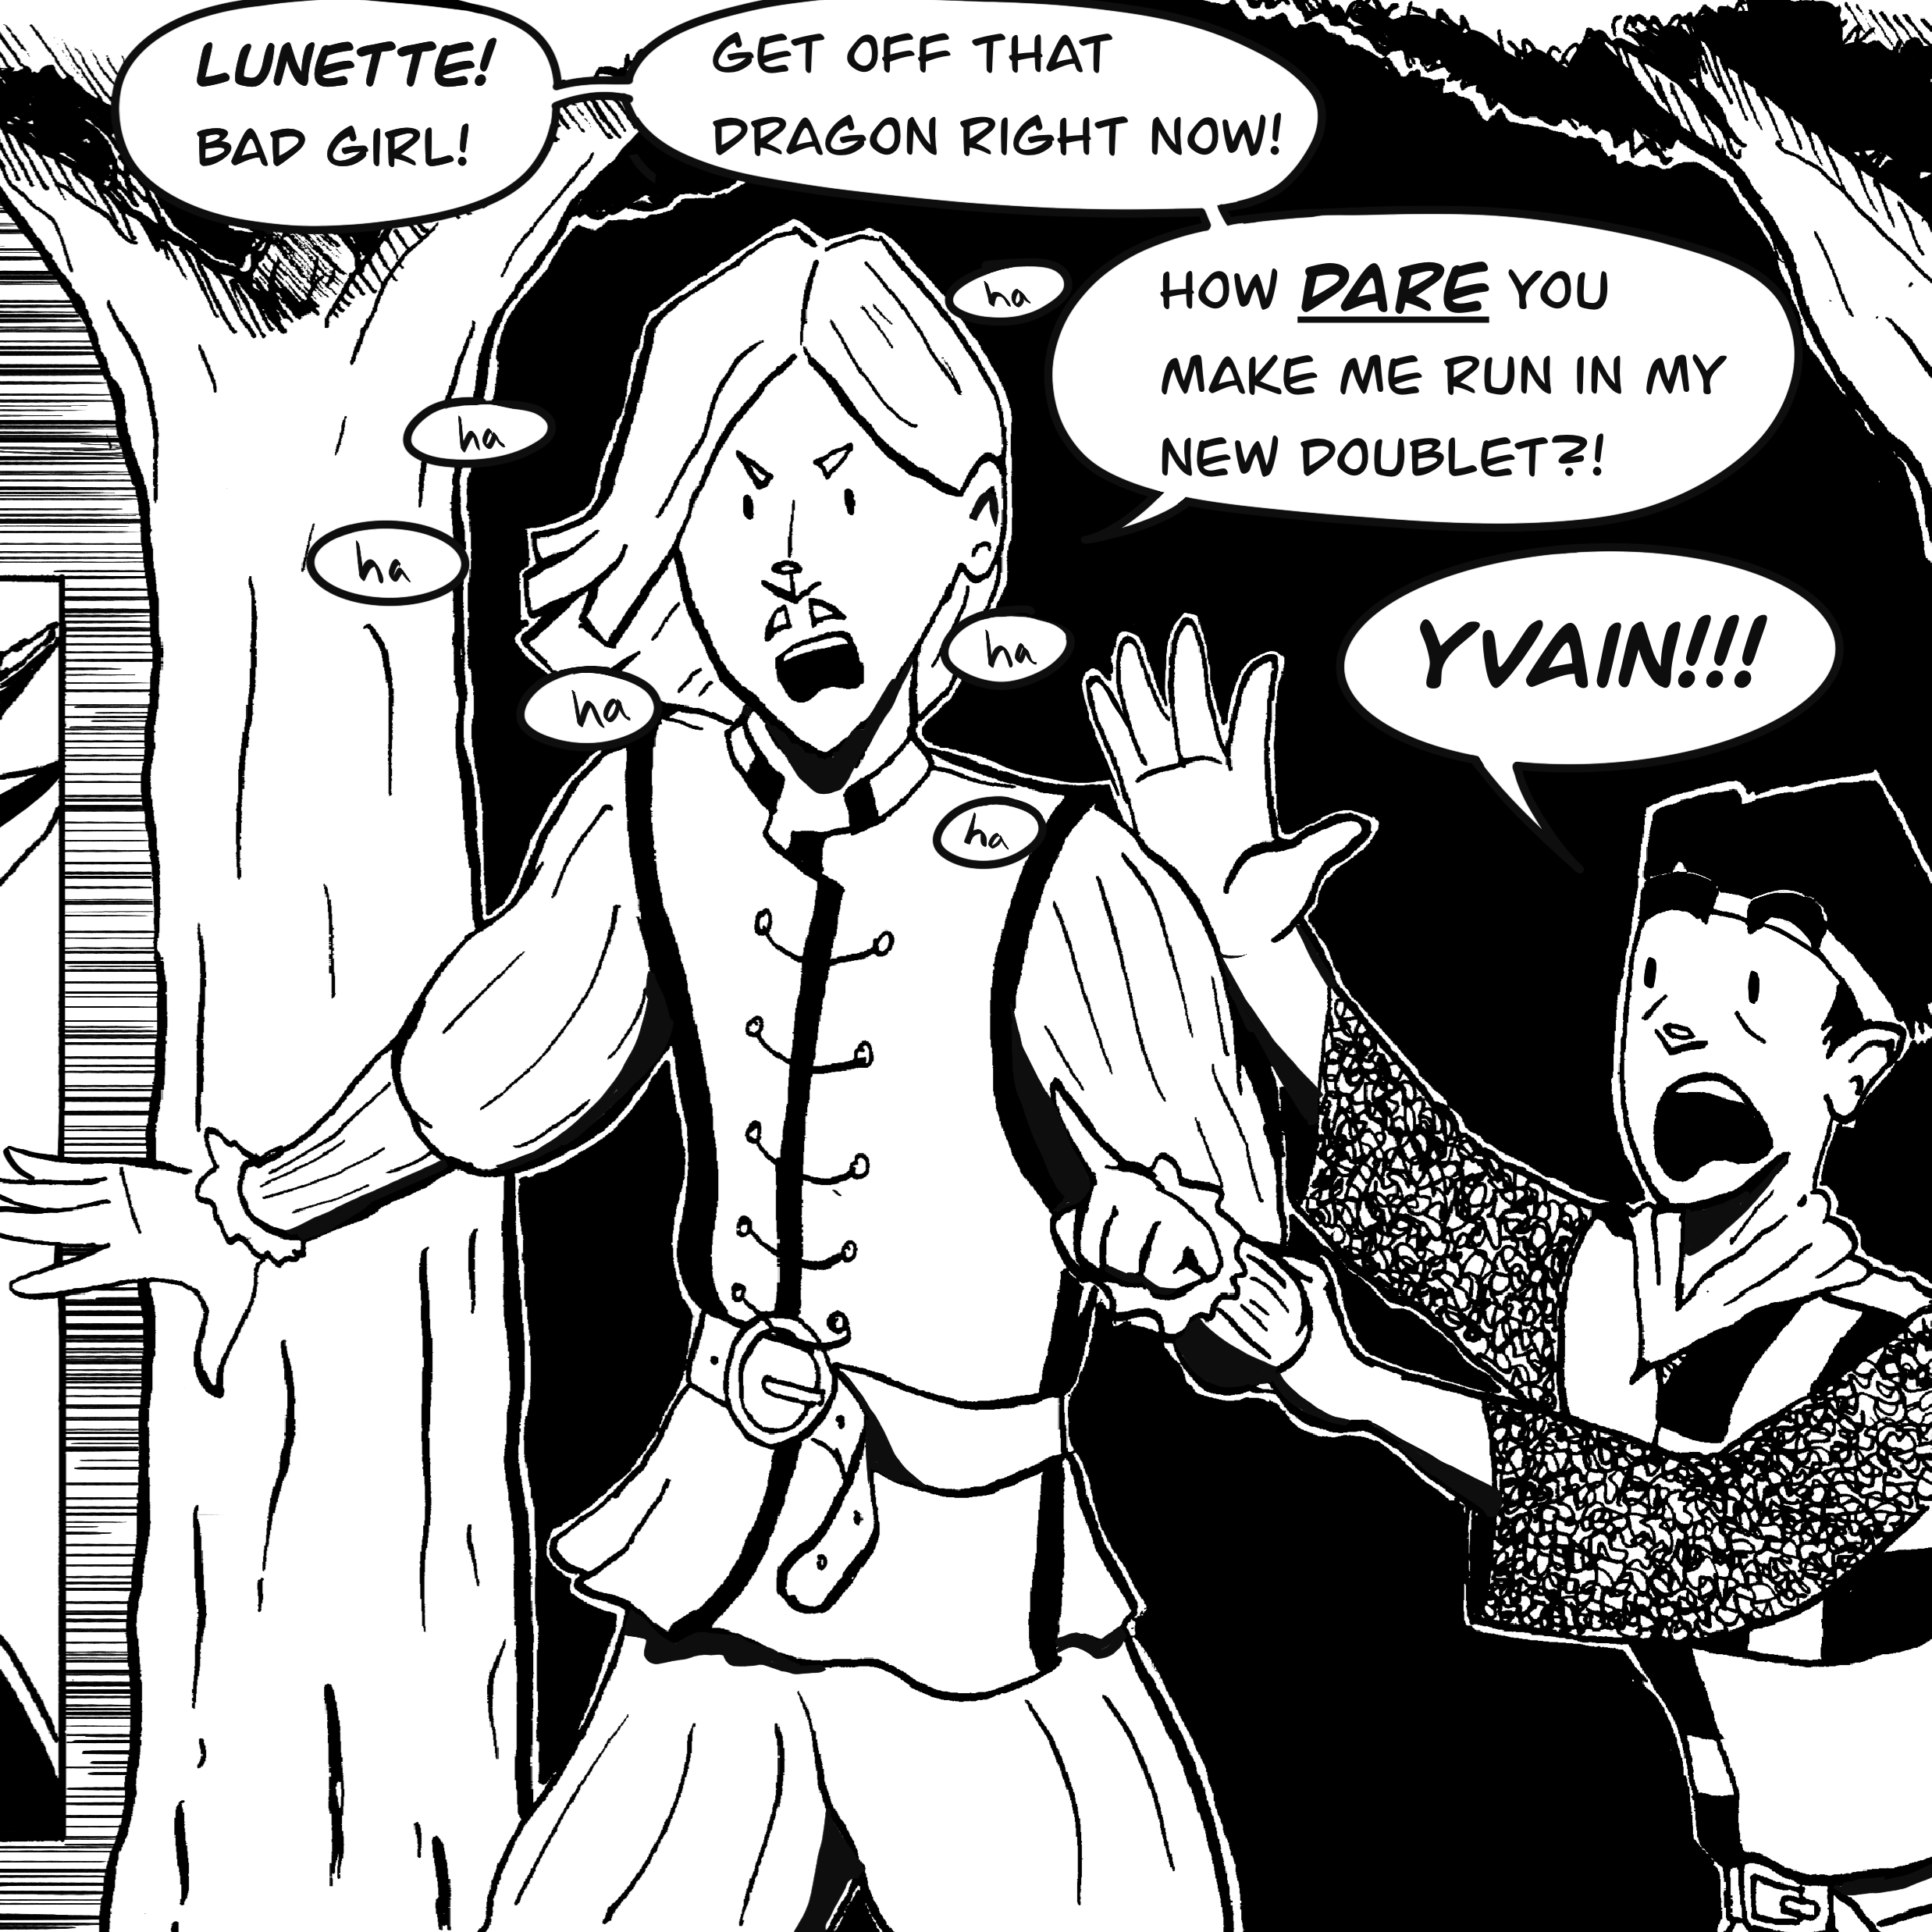 LUNETTE!
BAD GIRL!
GET OFF THAT
DRAGON RIGHT NOW!
HOW DARE YOU
MAKE ME RUN IN MY
NEW DOUBLET?!
ha
ha
ha
ha
ha
ha
YVAIN!!!